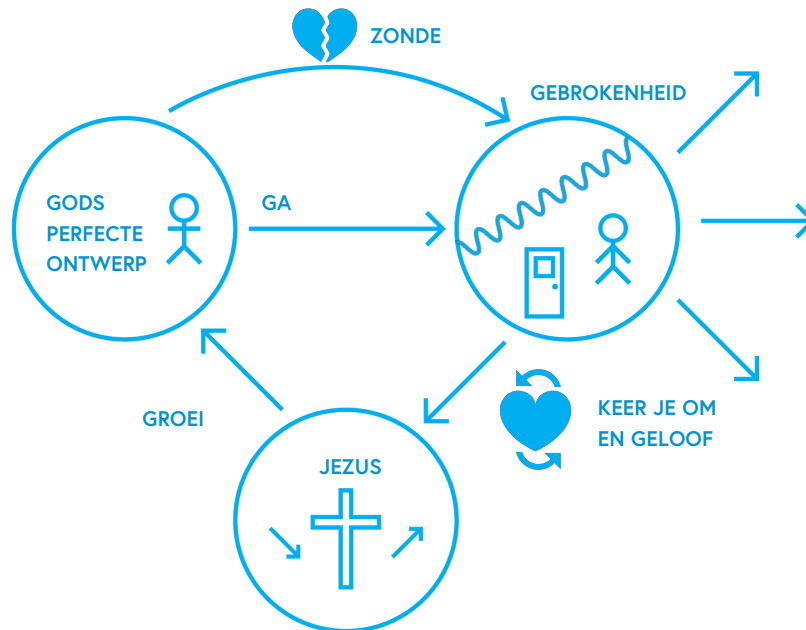 ZONDE
GEBROKENHEID
GODS
PERFECTE
ONTWERP
GA
KEER JE OM
EN GELOOF
GROEI
JEZUS